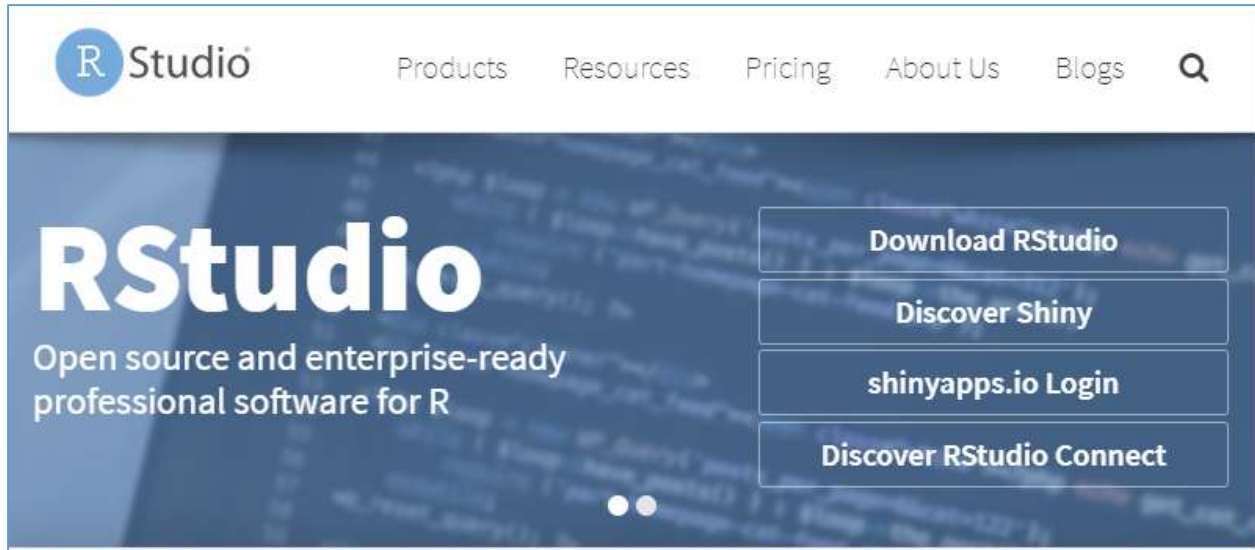 R Studio®
Products Resources Pricing About Us Blogs
RStudio
Open source and enterprise-ready
professional software for R
Download RStudio
Discover Shiny
shinyapps.io Login
Discover RStudio Connect